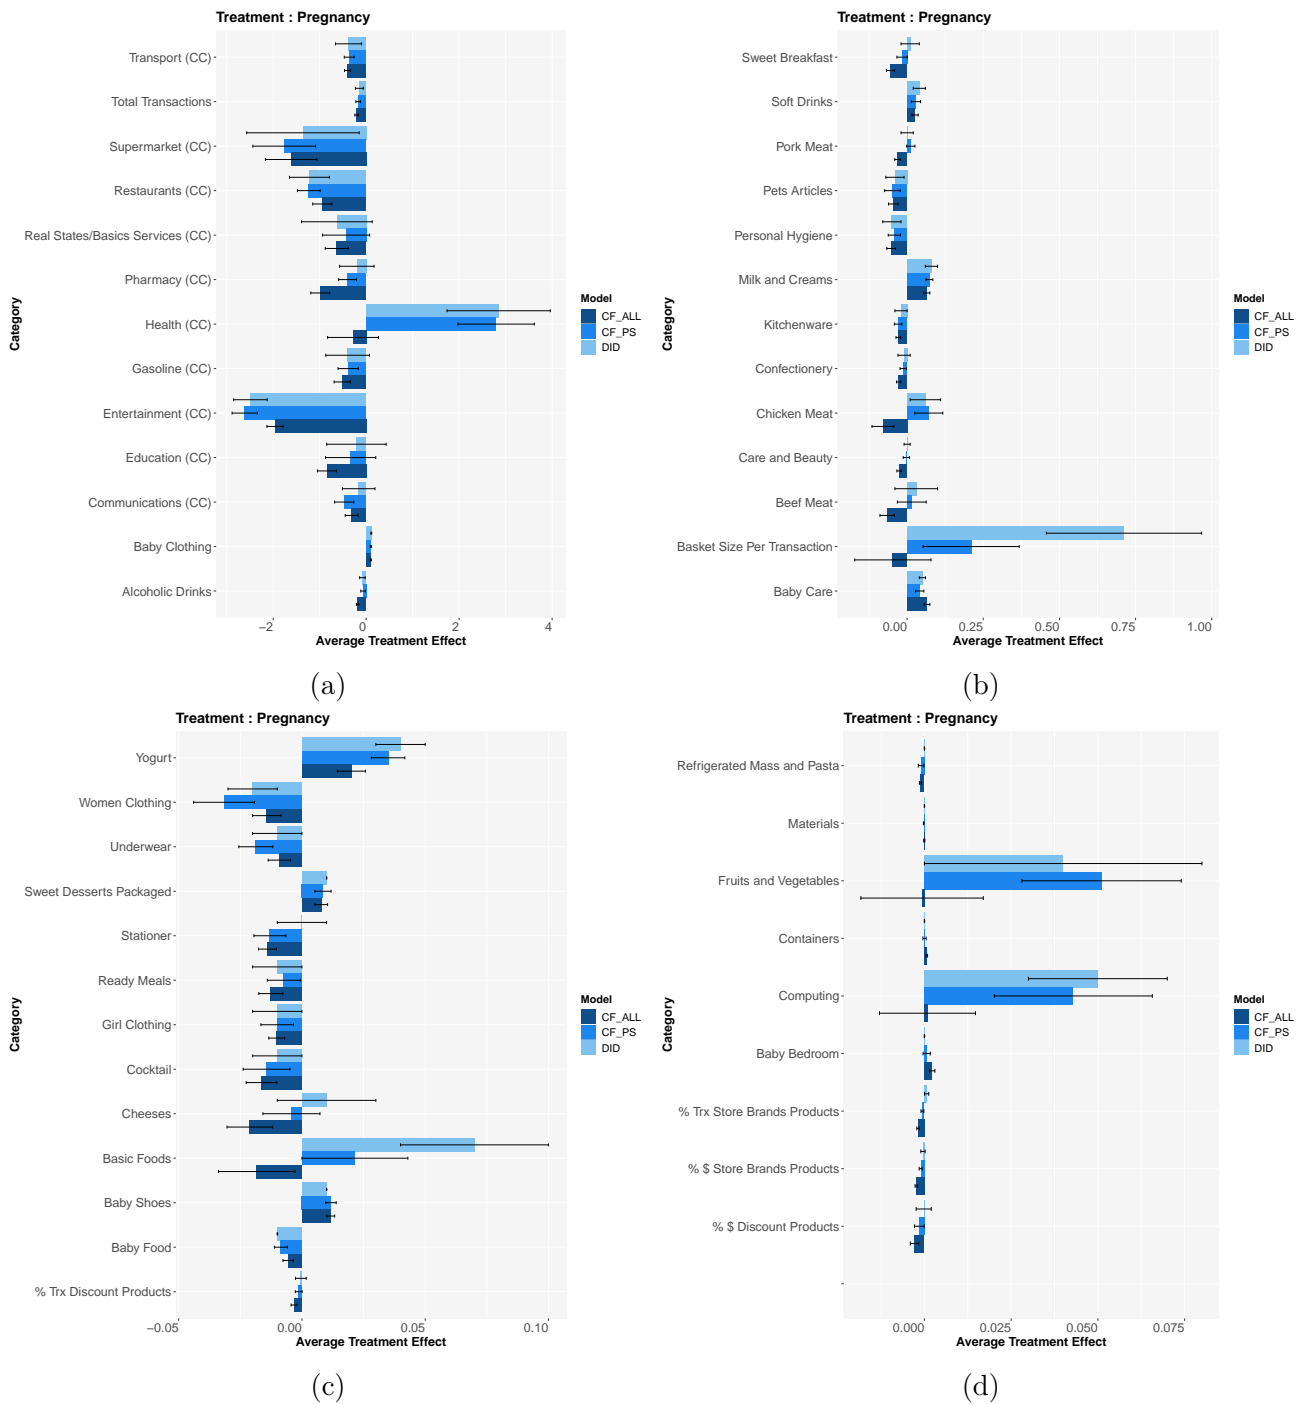 Treatment : Pregnancy
Category
Transport (CC)
Total Transactions
Supermarket (CC)
Restaurants (CC)
Real States/Basics Services (CC)
Pharmacy (CC)
Health (CC)
Gasoline (CC)
Entertainment (CC)
Education (CC)
Communications (CC)
Baby Clothing
Alcoholic Drinks
−2 0 2 4
Average Treatment Effect
Model
CF_ALL
CF_PS
DID
(a)
Treatment : Pregnancy
Category
Sweet Breakfast
Soft Drinks
Pork Meat
Pets Articles
Personal Hygiene
Milk and Creams
Kitchenware
Confectionery
Chicken Meat
Care and Beauty
Beef Meat
Basket Size Per Transaction
Baby Care
0.00 0.25 0.50 0.75 1.00
Average Treatment Effect
Model
CF_ALL
CF_PS
DID
(b)
Treatment : Pregnancy
Category
Yogurt
Women Clothing
Underwear
Sweet Desserts Packaged
Stationer
Ready Meals
Girl Clothing
Cocktail
Cheeses
Basic Foods
Baby Shoes
Baby Food
% Trx Discount Products
−0.05 0.00 0.05 0.10
Average Treatment Effect
Model
CF_ALL
CF_PS
DID
(c)
Treatment : Pregnancy
Category
Refrigerated Mass and Pasta
Materials
Fruits and Vegetables
Containers
Computing
Baby Bedroom
% Trx Store Brands Products
% $ Store Brands Products
% $ Discount Products
0.000 0.025 0.050 0.075
Average Treatment Effect
Model
CF_ALL
CF_PS
DID
(d)